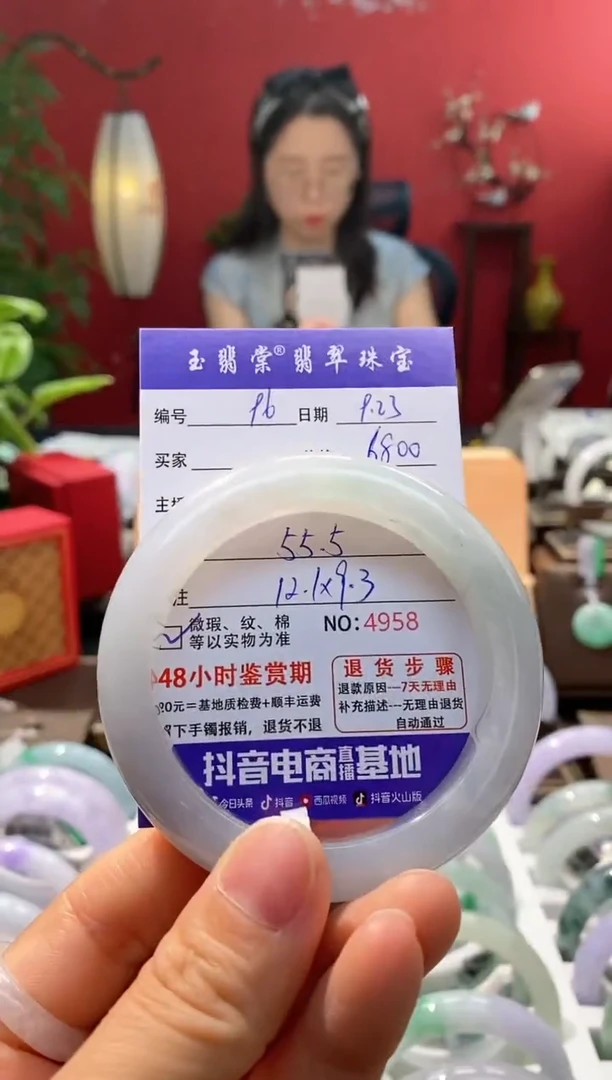 玉翡棠®翡翠珠宝
编号 16 日期 9.23
买家 6800
主
55.5
注 12.1x9.3
微瑕、纹、棉 NO:4958
等以实物为准
48小时鉴赏期 退货步骤
20元=基地质检费+顺丰运费 退款原因---7天无理由
下手镯报销，退货不退 补充描述---无理由退货
自动通过
抖音电商直播基地
今日头条 抖音 西瓜视频 抖音火山版